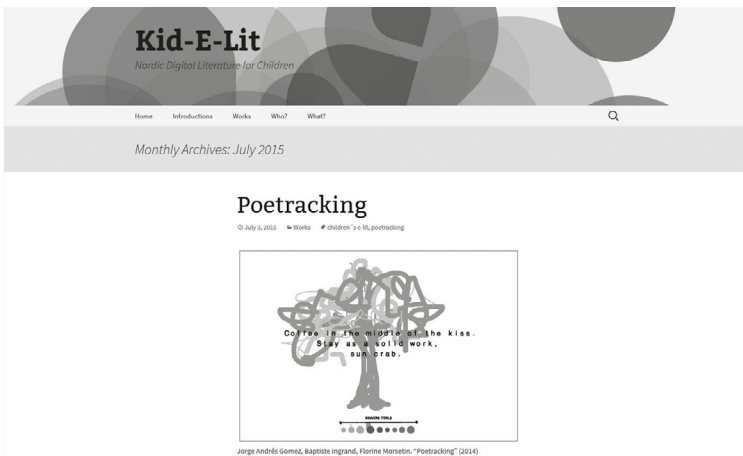 Kid-E-Lit
Nordic Digital Literature for Children
Home Introductions Works Who? What?
Monthly Archives: July 2015
Poetracking
July 3, 2015 Works children´s e-lit, poetracking
Coffee in the middle of the kiss.
Stay as a solid work,
sun crab.
DRAWING TOOLS
Jorge Andrés Gomez, Baptiste Ingrand, Florine Morsetin. "Poetracking" (2014)